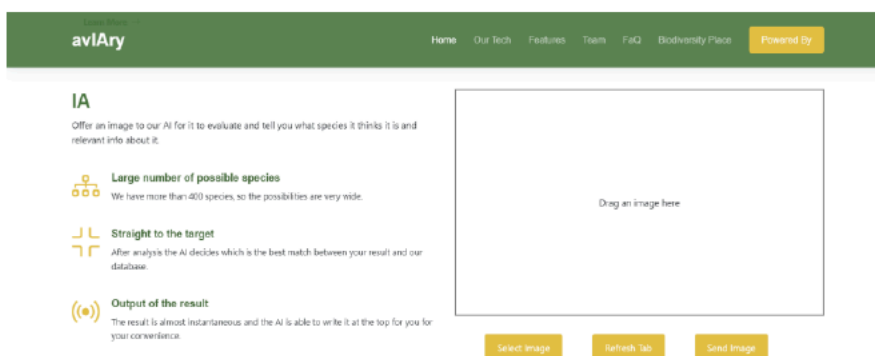 Learn More
avIAry
Home Our Tech Features Team FaQ Biodiversity Place Powered By
IA
Offer an image to our AI for it to evaluate and tell you what species it thinks it is and
relevant info about it.
Large number of possible species
We have more than 400 species, so the possibilities are very wide.
Straight to the target
After analysis the AI decides which is the best match between your result and our
database.
Output of the result
The result is almost instantaneous and the AI is able to write it at the top for you for
your convenience.
Drag an image here
Select Image Refresh Tab Send Image